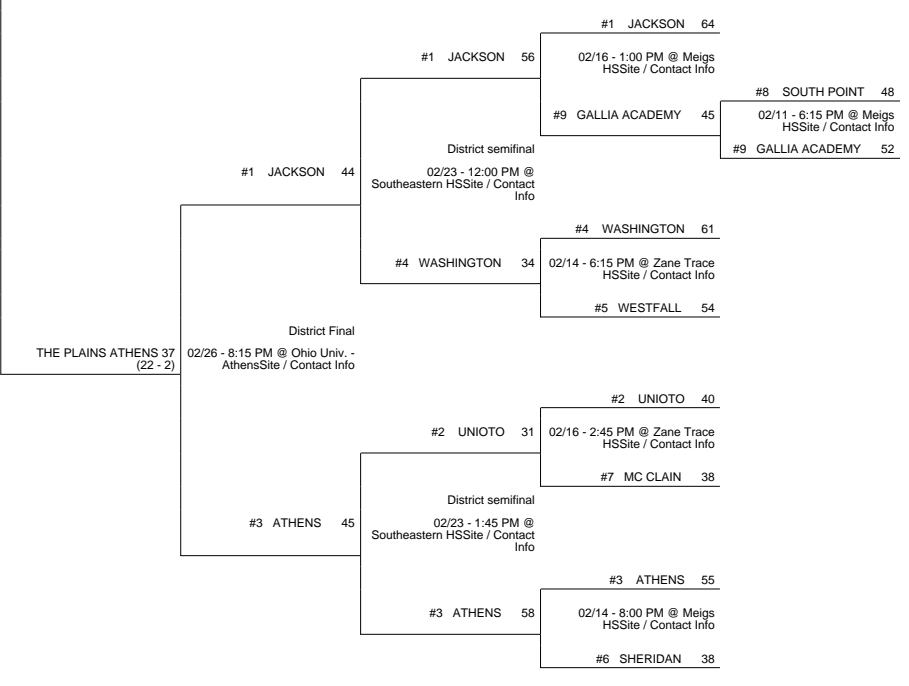 #1 JACKSON 64
#1 JACKSON 56
02/16 - 1:00 PM @ Meigs
HSSite / Contact Info
#8 SOUTH POINT 48
#9 GALLIA ACADEMY 45
02/11 - 6:15 PM @ Meigs
HSSite / Contact Info
#9 GALLIA ACADEMY 52
District semifinal
#1 JACKSON 44
02/23 - 12:00 PM @
Southeastern HSSite / Contact
Info
#4 WASHINGTON 61
#4 WASHINGTON 34
02/14 - 6:15 PM @ Zane Trace
HSSite / Contact Info
#5 WESTFALL 54
District Final
THE PLAINS ATHENS 37
(22 - 2)
02/26 - 8:15 PM @ Ohio Univ. -
AthensSite / Contact Info
#2 UNIOTO 40
#2 UNIOTO 31
02/16 - 2:45 PM @ Zane Trace
HSSite / Contact Info
#7 MC CLAIN 38
District semifinal
#3 ATHENS 45
02/23 - 1:45 PM @
Southeastern HSSite / Contact
Info
#3 ATHENS 55
#3 ATHENS 58
02/14 - 8:00 PM @ Meigs
HSSite / Contact Info
#6 SHERIDAN 38